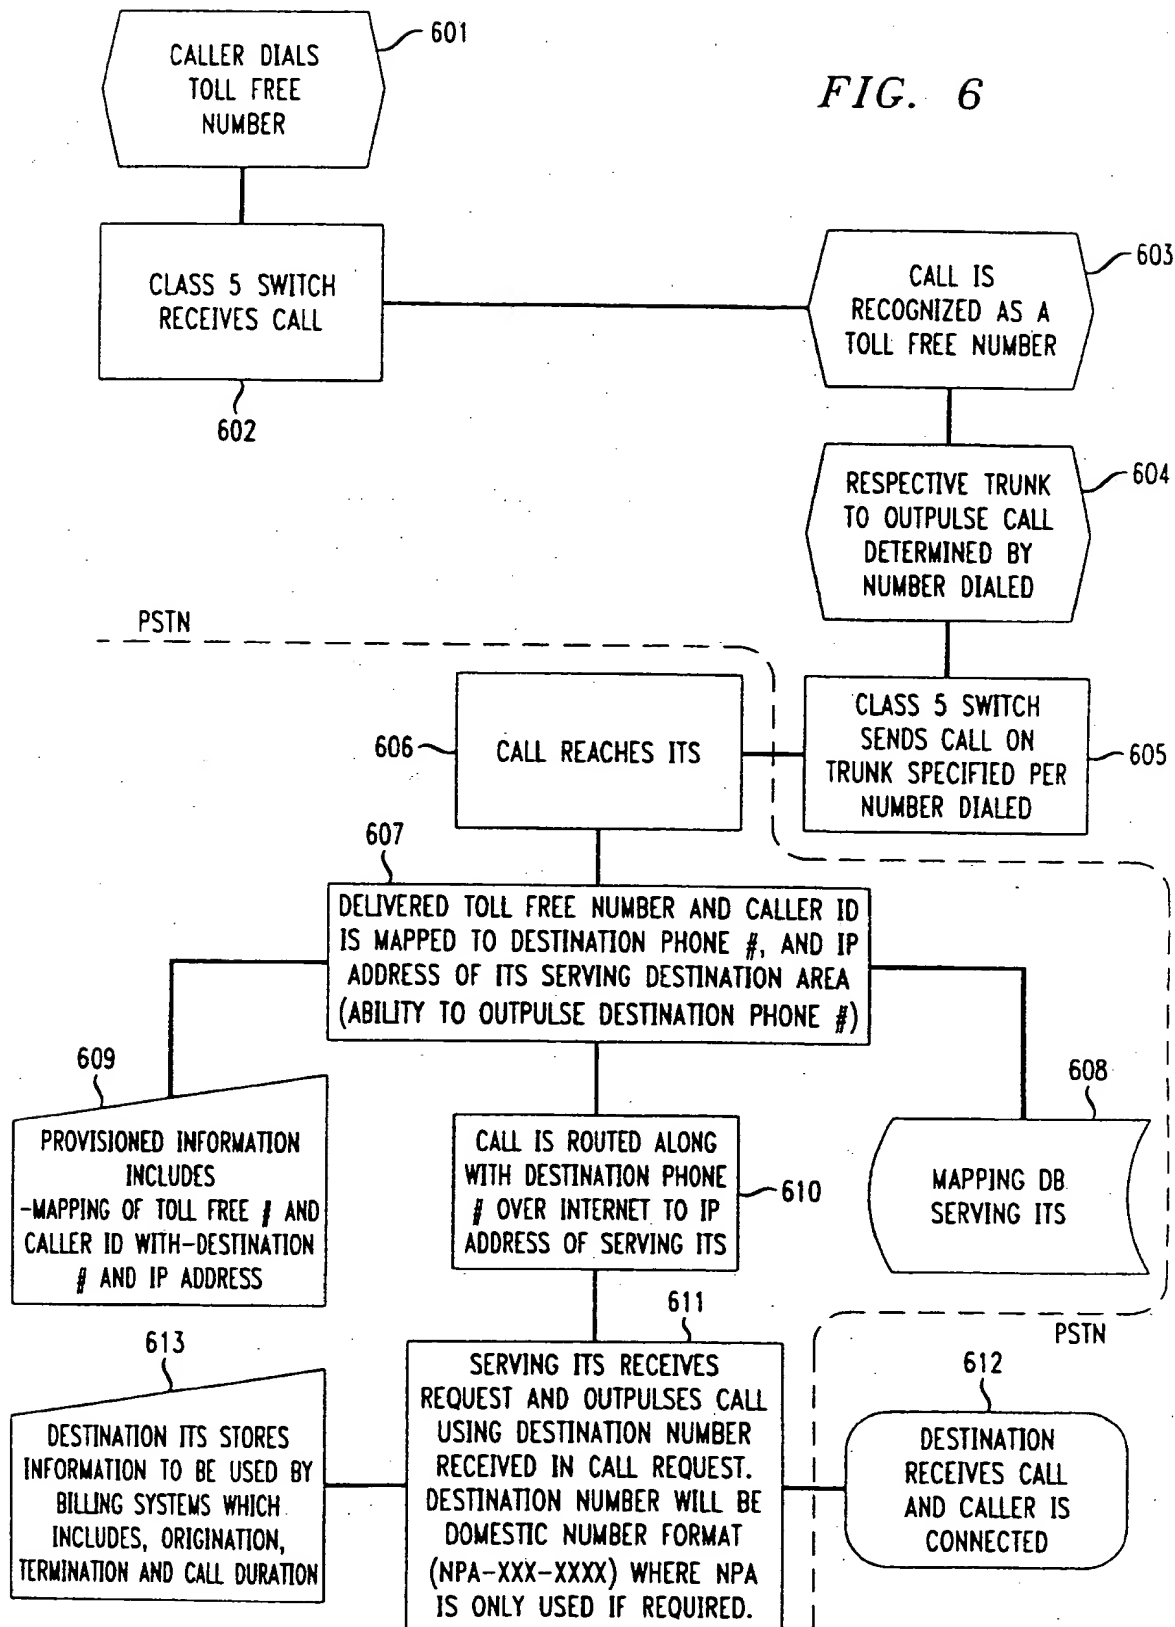 601
CALLER DIALS
TOLL FREE
NUMBER
FIG. 6
CLASS 5 SWITCH
RECEIVES CALL
602
603
CALL IS
RECOGNIZED AS A
TOLL FREE NUMBER
604
RESPECTIVE TRUNK
TO OUTPULSE CALL
DETERMINED BY
NUMBER DIALED
PSTN
CLASS 5 SWITCH
SENDS CALL ON
TRUNK SPECIFIED PER
NUMBER DIALED
605
606
CALL REACHES ITS
607
DELIVERED TOLL FREE NUMBER AND CALLER ID
IS MAPPED TO DESTINATION PHONE #, AND IP
ADDRESS OF ITS SERVING DESTINATION AREA
(ABILITY TO OUTPULSE DESTINATION PHONE #)
609
PROVISIONED INFORMATION
INCLUDES
-MAPPING OF TOLL FREE # AND
CALLER ID WITH-DESTINATION
# AND IP ADDRESS
CALL IS ROUTED ALONG
WITH DESTINATION PHONE
# OVER INTERNET TO IP
ADDRESS OF SERVING ITS
610
608
MAPPING DB
SERVING ITS
PSTN
613
DESTINATION ITS STORES
INFORMATION TO BE USED BY
BILLING SYSTEMS WHICH
INCLUDES, ORIGINATION,
TERMINATION AND CALL DURATION
611
SERVING ITS RECEIVES
REQUEST AND OUTPULSES CALL
USING DESTINATION NUMBER
RECEIVED IN CALL REQUEST.
DESTINATION NUMBER WILL BE
DOMESTIC NUMBER FORMAT
(NPA-XXX-XXXX) WHERE NPA
IS ONLY USED IF REQUIRED.
612
DESTINATION
RECEIVES CALL
AND CALLER IS
CONNECTED